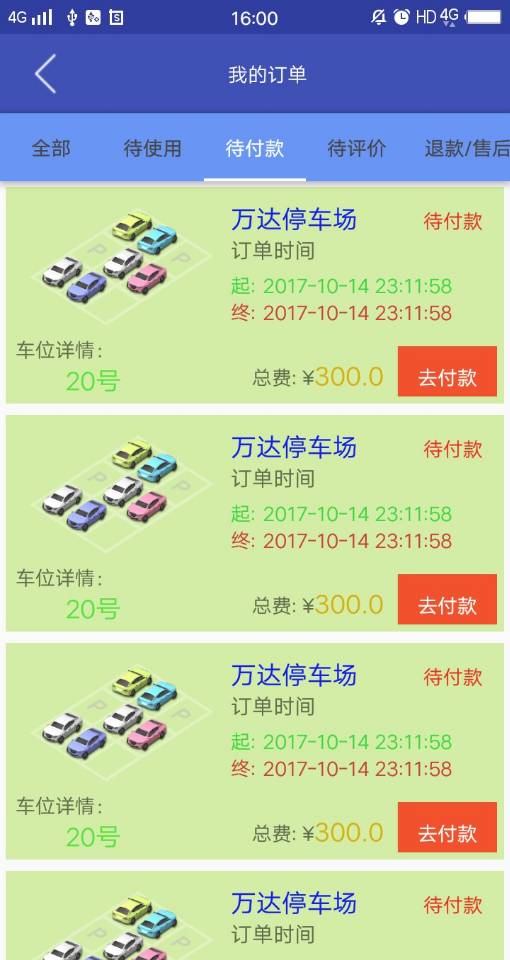 4G 16:00 HD 4G
我的订单
全部 待使用 待付款 待评价 退款/售后
万达停车场 待付款
订单时间
起: 2017-10-14 23:11:58
终: 2017-10-14 23:11:58
车位详情:
20号
总费: ¥300.0 去付款
万达停车场 待付款
订单时间
起: 2017-10-14 23:11:58
终: 2017-10-14 23:11:58
车位详情:
20号
总费: ¥300.0 去付款
万达停车场 待付款
订单时间
起: 2017-10-14 23:11:58
终: 2017-10-14 23:11:58
车位详情:
20号
总费: ¥300.0 去付款
万达停车场 待付款
订单时间